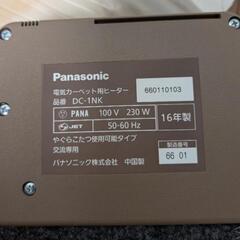 Panasonic
電気カーペット用ヒーター
660110103
品番 DC-1NK
PANA 100 V 230 W
16年製
JET 50-60 Hz
やぐらこたつ使用可能タイプ
交流専用
製造番号
66 01
パナソニック株式会社 中国製